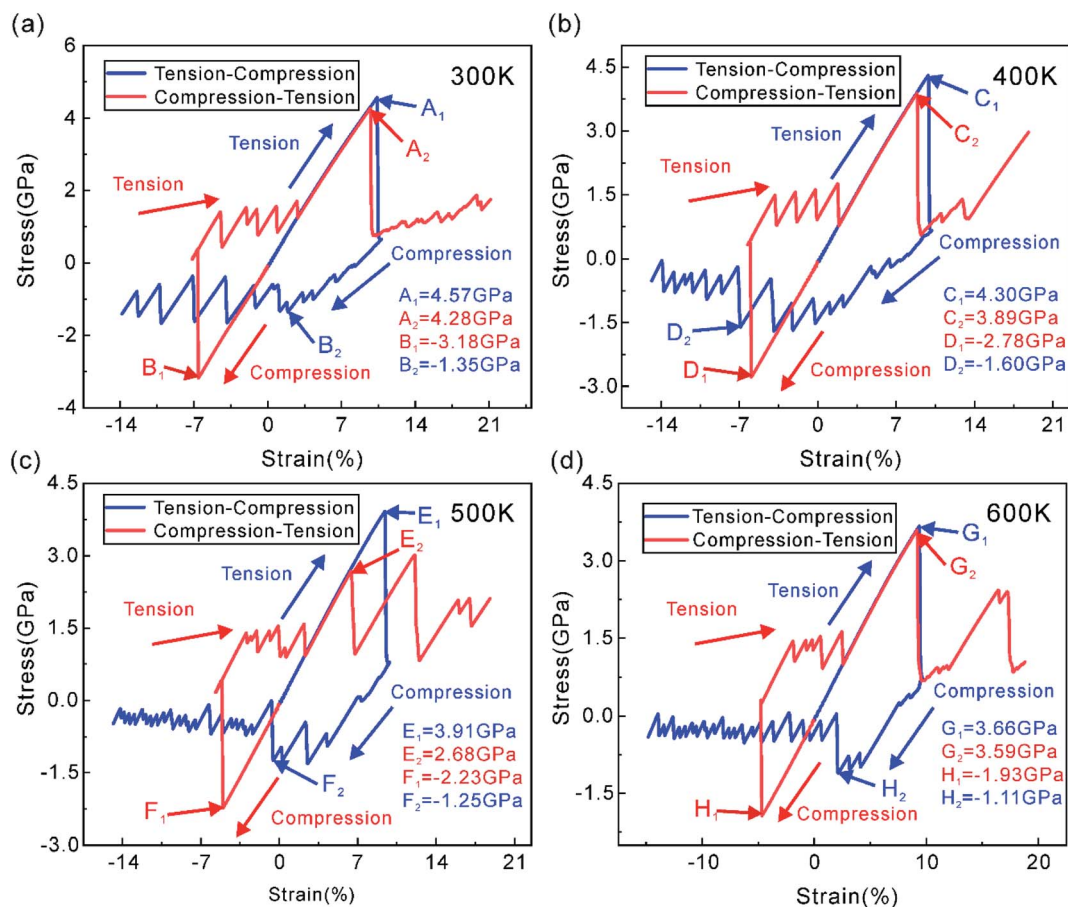 (a)
6
4
2
0
-2
-4
Stress(GPa)
-14 -7 0 7 14 21
Strain(%)
Tension-Compression
Compression-Tension
300K
A1
A2
Tension
Tension
Compression
A1=4.57GPa
A2=4.28GPa
B1=-3.18GPa
B2=-1.35GPa
B2
B1
Compression
(b)
4.5
3.0
1.5
0.0
-1.5
-3.0
Stress(GPa)
-14 -7 0 7 14 21
Strain(%)
Tension-Compression
Compression-Tension
400K
C1
C2
Tension
Tension
Compression
C1=4.30GPa
C2=3.89GPa
D1=-2.78GPa
D2=-1.60GPa
D2
D1
Compression
(c)
4.5
3.0
1.5
0.0
-1.5
-3.0
Stress(GPa)
-14 -7 0 7 14 21
Strain(%)
Tension-Compression
Compression-Tension
500K
E1
E2
Tension
Tension
Compression
E1=3.91GPa
E2=2.68GPa
F1=-2.23GPa
F2=-1.25GPa
F2
F1
Compression
(d)
4.5
3.0
1.5
0.0
-1.5
Stress(GPa)
-10 0 10 20
Strain(%)
Tension-Compression
Compression-Tension
600K
G1
G2
Tension
Tension
Compression
G1=3.66GPa
G2=3.59GPa
H1=-1.93GPa
H2=-1.11GPa
H2
H1
Compression